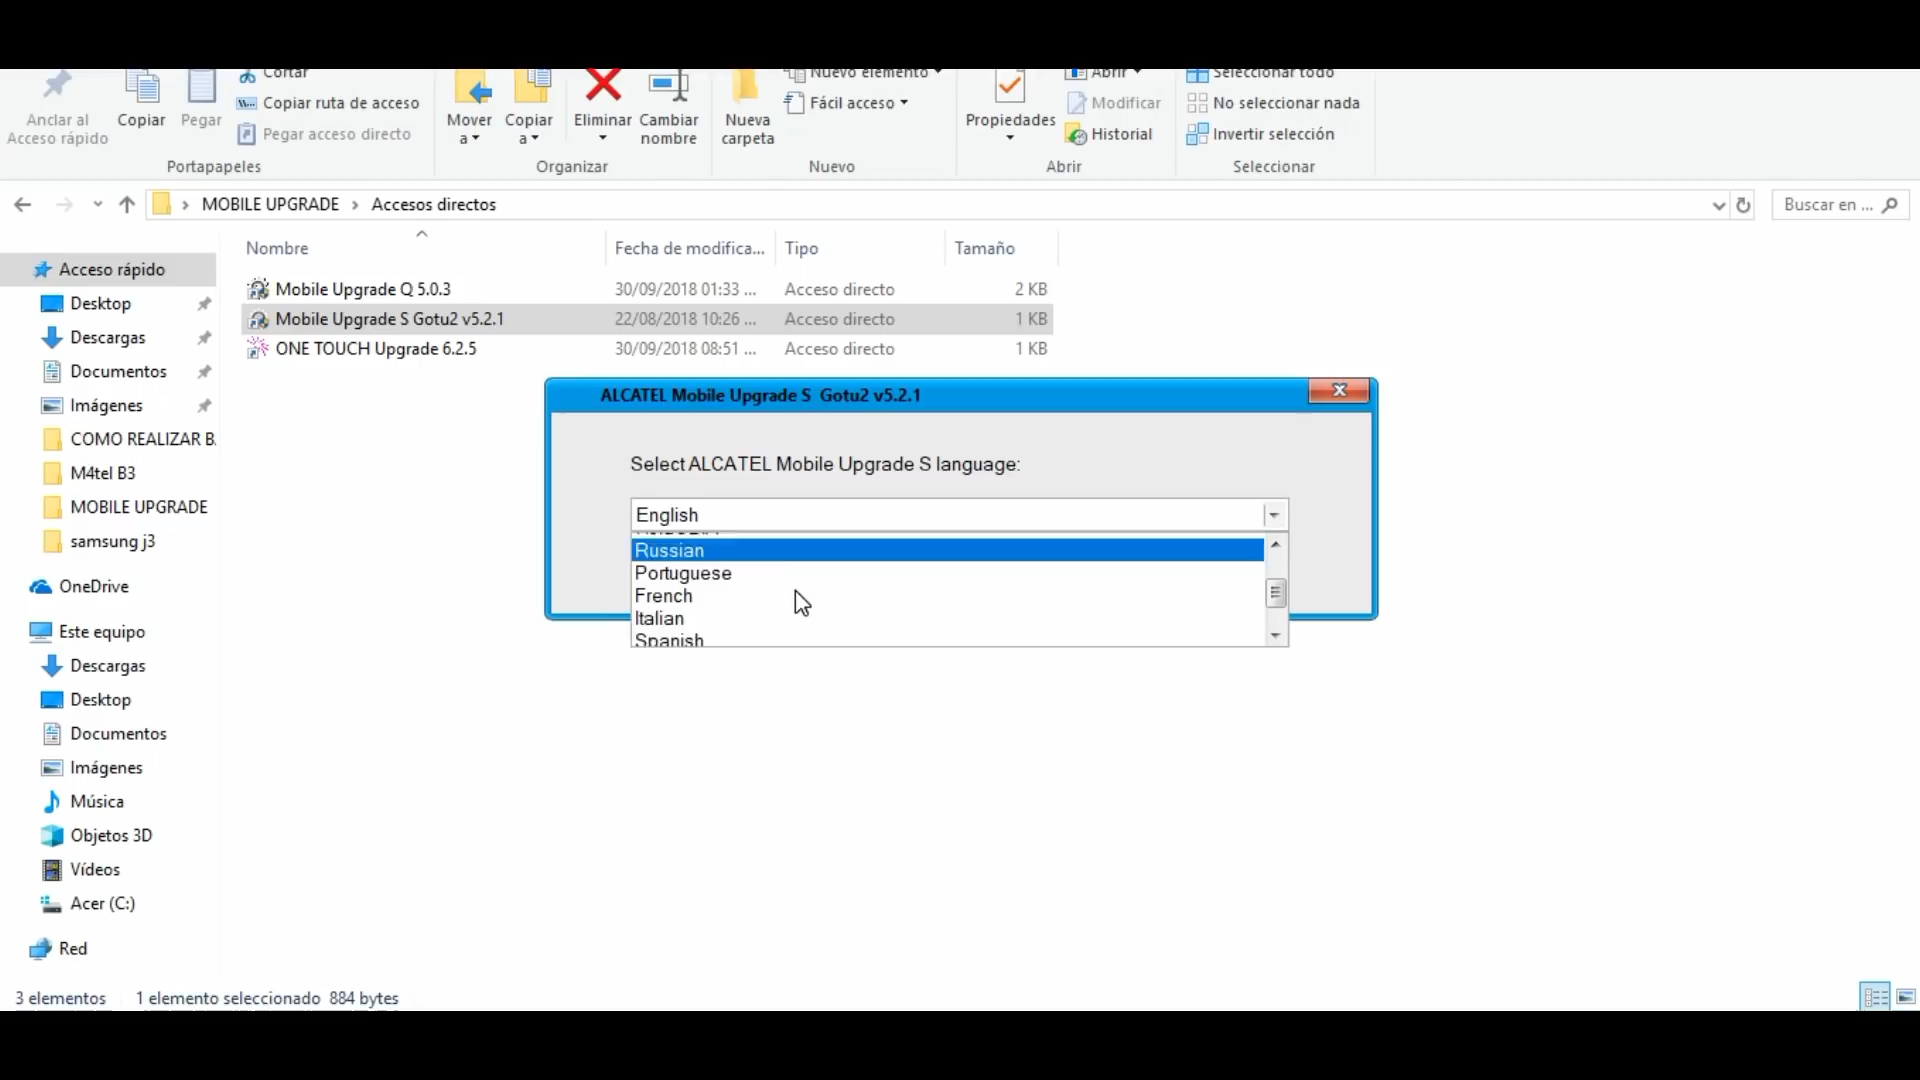 Cortar
Nuevo elemento
Abrir
Seleccionar todo
Copiar ruta de acceso
Fácil acceso
Modificar
No seleccionar nada
Anclar al
Acceso rápido
Copiar
Pegar
Pegar acceso directo
Mover
a
Copiar
a
Eliminar
Cambiar
nombre
Nueva
carpeta
Propiedades
Historial
Invertir selección
Portapapeles
Organizar
Nuevo
Abrir
Seleccionar
MOBILE UPGRADE > Accesos directos
Buscar en ...
Nombre
Fecha de modifica...
Tipo
Tamaño
Mobile Upgrade Q 5.0.3 30/09/2018 01:33 ... Acceso directo 2 KB
Mobile Upgrade S Gotu2 v5.2.1 22/08/2018 10:26 ... Acceso directo 1 KB
ONE TOUCH Upgrade 6.2.5 30/09/2018 08:51 ... Acceso directo 1 KB
Acceso rápido
Desktop
Descargas
Documentos
Imágenes
COMO REALIZAR B
M4tel B3
MOBILE UPGRADE
samsung j3
OneDrive
Este equipo
Descargas
Desktop
Documentos
Imágenes
Música
Objetos 3D
Vídeos
Acer (C:)
Red
ALCATEL Mobile Upgrade S Gotu2 v5.2.1
Select ALCATEL Mobile Upgrade S language:
English
Russian
Portuguese
French
Italian
Spanish
3 elementos
1 elemento seleccionado 884 bytes